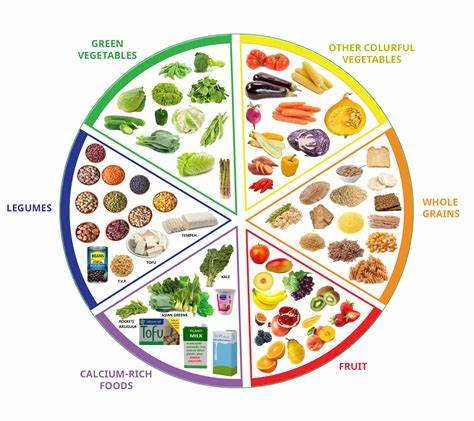 GREEN
VEGETABLES
OTHER COLURFUL
VEGETABLES
LEGUMES
WHOLE
GRAINS
TEMPEH
TOFU
BEANS
T.V.P.
KALE
ROCKET/
ARUGULA
ASIAN GREENS
TOFU
PLANT
MILK
CALCIUM-RICH
FOODS
FRUIT